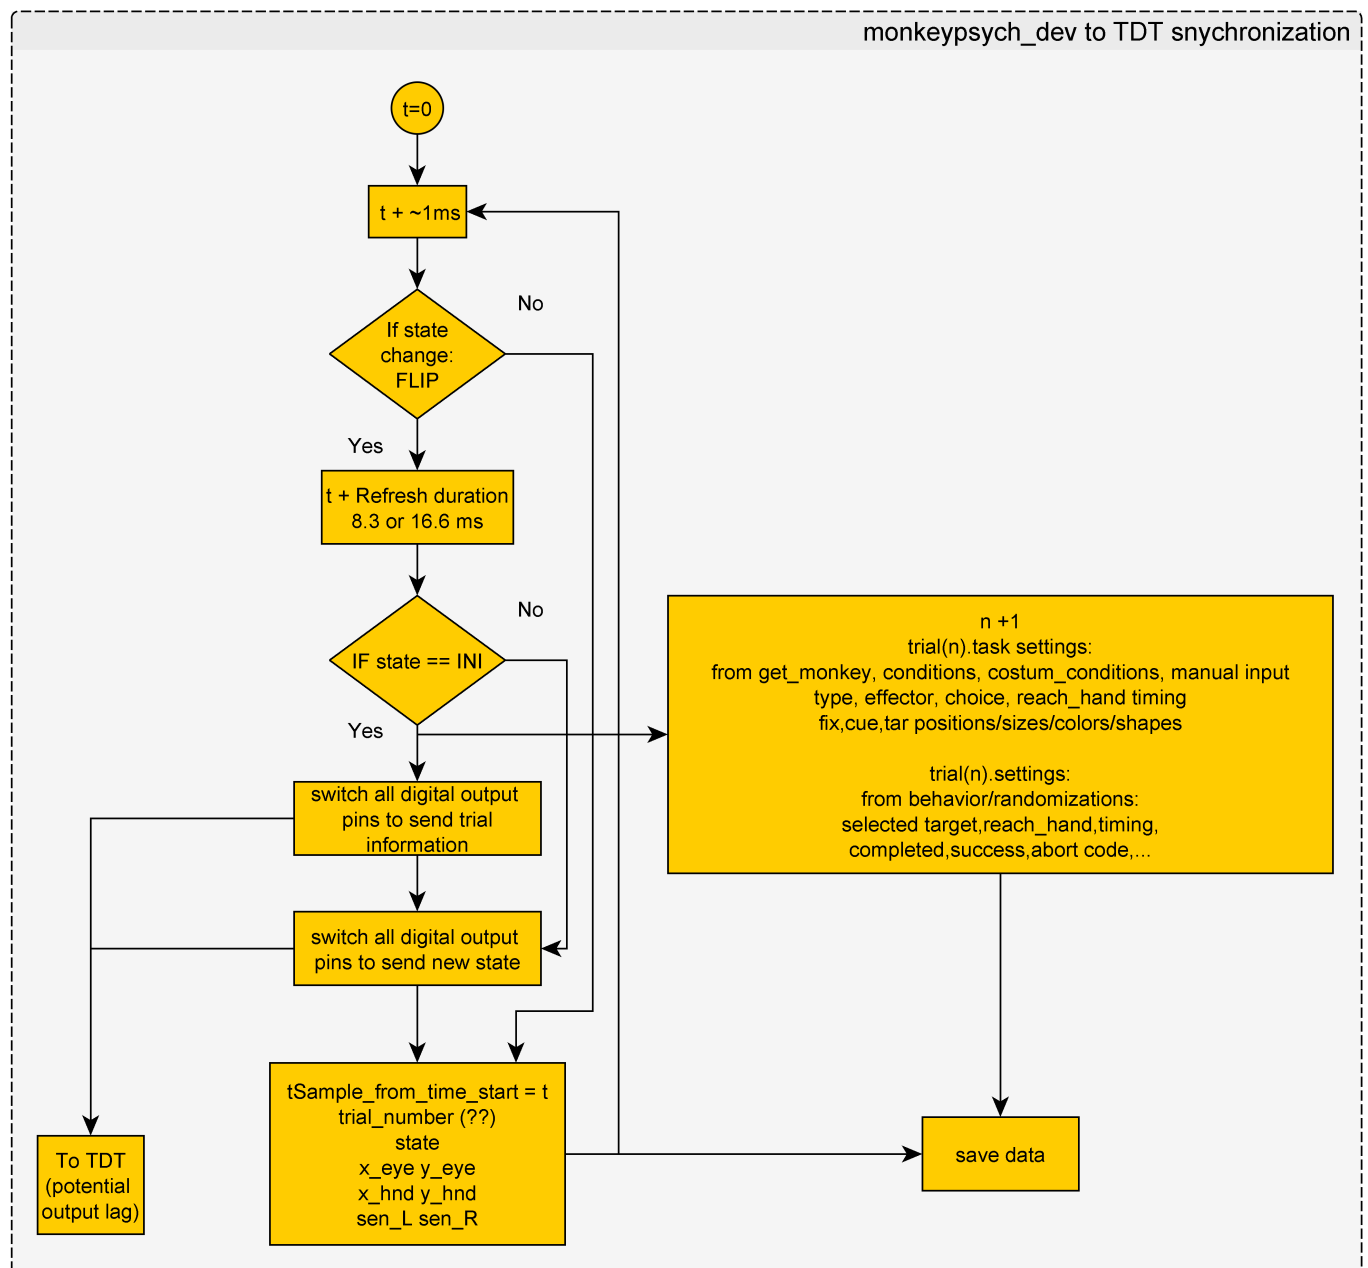 monkeypsych_dev to TDT snychronization
t=0
t + ~1ms
No
If state
change:
FLIP
Yes
t + Refresh duration
8.3 or 16.6 ms
No
IF state == INI
Yes
n +1
trial(n).task settings:
from get_monkey, conditions, costum_conditions, manual input
type, effector, choice, reach_hand timing
fix,cue,tar positions/sizes/colors/shapes
trial(n).settings:
from behavior/randomizations:
selected target,reach_hand,timing,
completed,success,abort code,...
switch all digital output
pins to send trial
information
switch all digital output
pins to send new state
tSample_from_time_start = t
trial_number (??)
state
x_eye y_eye
x_hnd y_hnd
sen_L sen_R
To TDT
(potential
output lag)
save data